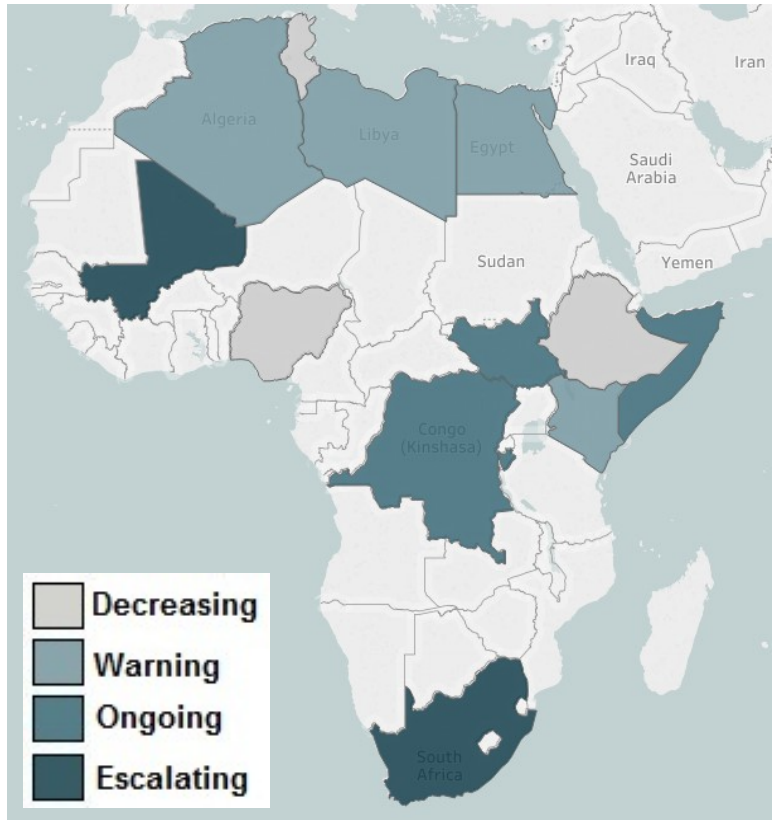 Iraq
Iran
Algeria
Libya
Egypt
Saudi
Arabia
Sudan
Yemen
Congo
(Kinshasa)
South
Africa
Decreasing
Warning
Ongoing
Escalating